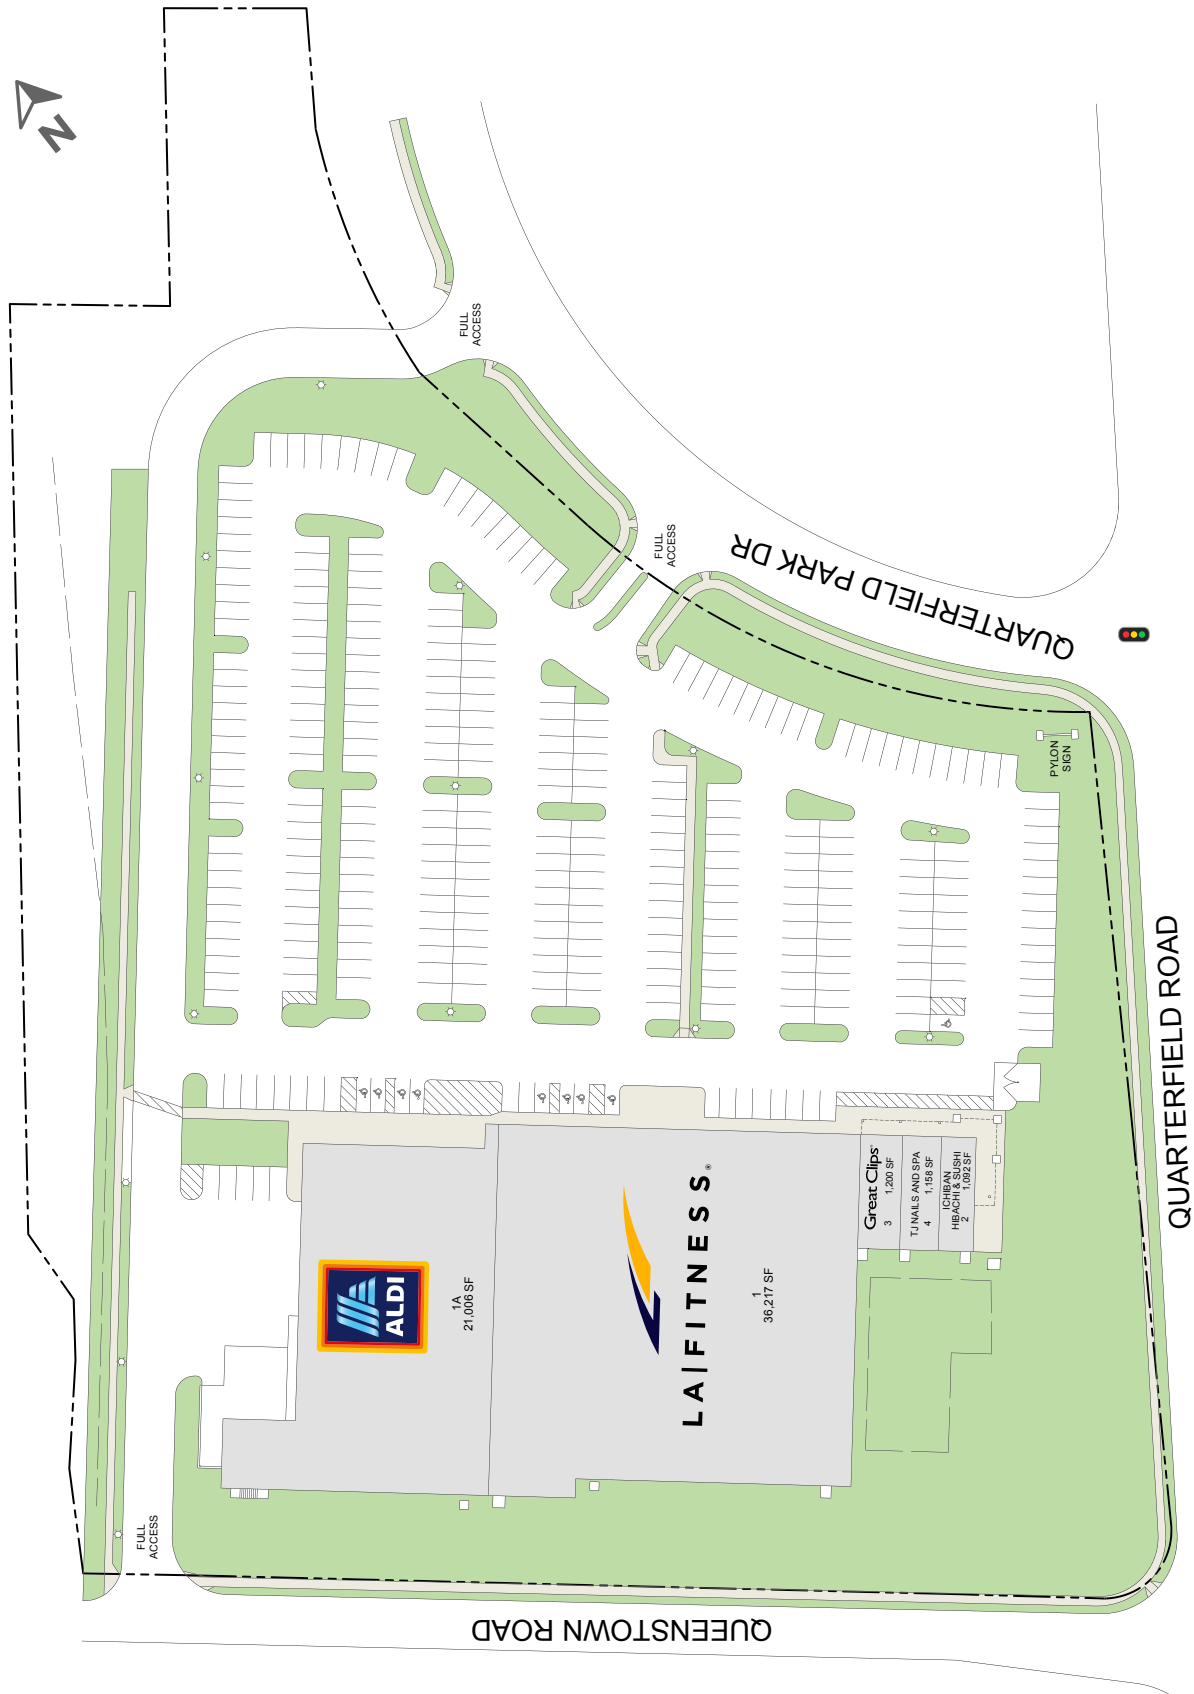 N
FULL
ACCESS
FULL
ACCESS
QUARTERFIELD PARK DR
PYLON
SIGN
QUARTERFIELD ROAD
Great Clips®
3 1,200 SF
TJ NAILS AND SPA
4 1,158 SF
ICHIBAN
HIBACHI & SUSHI
2 1,092 SF
ALDI
1A
21,006 SF
LA|FITNESS®
1
36,217 SF
FULL
ACCESS
QUEENSTOWN ROAD